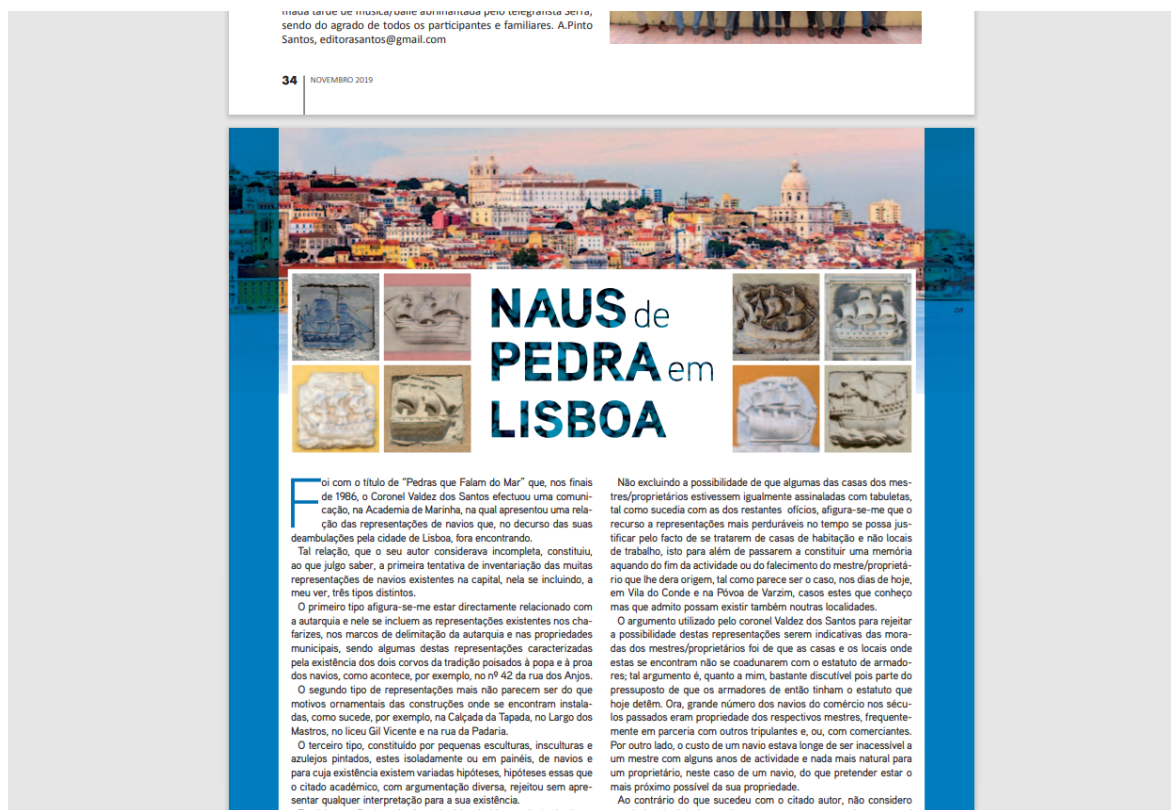 mada tarde de música/baile abrilhantada pelo telegrafista Serra,
sendo do agrado de todos os participantes e familiares. A.Pinto
Santos, editorasantos@gmail.com
34 NOVEMBRO 2019
NAUS de
PEDRA em
LISBOA
Foi com o título de “Pedras que Falam do Mar” que, nos finais
de 1986, o Coronel Valdez dos Santos efectuou uma comuni-
cação, na Academia de Marinha, na qual apresentou uma rela-
ção das representações de navios que, no decurso das suas
deambulações pela cidade de Lisboa, fora encontrando.
Tal relação, que o seu autor considerava incompleta, constituiu,
ao que julgo saber, a primeira tentativa de inventariação das muitas
representações de navios existentes na capital, nela se incluindo, a
meu ver, três tipos distintos.
O primeiro tipo afigura-se-me estar directamente relacionado com
a autarquia e nele se incluem as representações existentes nos cha-
farizes, nos marcos de delimitação da autarquia e nas propriedades
municipais, sendo algumas destas representações caracterizadas
pela existência dos dois corvos da tradição poisados à popa e à proa
dos navios, como acontece, por exemplo, no nº 42 da rua dos Anjos.
O segundo tipo de representações mais não parecem ser do que
motivos ornamentais das construções onde se encontram instala-
das, como sucede, por exemplo, na Calçada da Tapada, no Largo dos
Mastros, no liceu Gil Vicente e na rua da Padaria.
O terceiro tipo, constituído por pequenas esculturas, insculturas e
azulejos pintados, estes isoladamente ou em painéis, de navios e
para cuja existência existem variadas hipóteses, hipóteses essas que
o citado académico, com argumentação diversa, rejeitou sem apre-
sentar qualquer interpretação para a sua existência.
Não excluindo a possibilidade de que algumas das casas dos mes-
tres/proprietários estivessem igualmente assinaladas com tabuletas,
tal como sucedia com as dos restantes ofícios, afigura-se-me que o
recurso a representações mais perduráveis no tempo se possa jus-
tificar pelo facto de se tratarem de casas de habitação e não locais
de trabalho, isto para além de passarem a constituir uma memória
aquando do fim da actividade ou do falecimento do mestre/proprietá-
rio que lhe dera origem, tal como parece ser o caso, nos dias de hoje,
em Vila do Conde e na Póvoa de Varzim, casos estes que conheço
mas que admito possam existir também noutras localidades.
O argumento utilizado pelo coronel Valdez dos Santos para rejeitar
a possibilidade destas representações serem indicativas das mora-
das dos mestres/proprietários foi de que as casas e os locais onde
estas se encontram não se coadunarem com o estatuto de armado-
res; tal argumento é, quanto a mim, bastante discutível pois parte do
pressuposto de que os armadores de então tinham o estatuto que
hoje detêm. Ora, grande número dos navios do comércio nos sécu-
los passados eram propriedade dos respectivos mestres, frequente-
mente em parceria com outros tripulantes e, ou, com comerciantes.
Por outro lado, o custo de um navio estava longe de ser inacessível a
um mestre com alguns anos de actividade e nada mais natural para
um proprietário, neste caso de um navio, do que pretender estar o
mais próximo possível da sua propriedade.
Ao contrário do que sucedeu com o citado autor, não considero